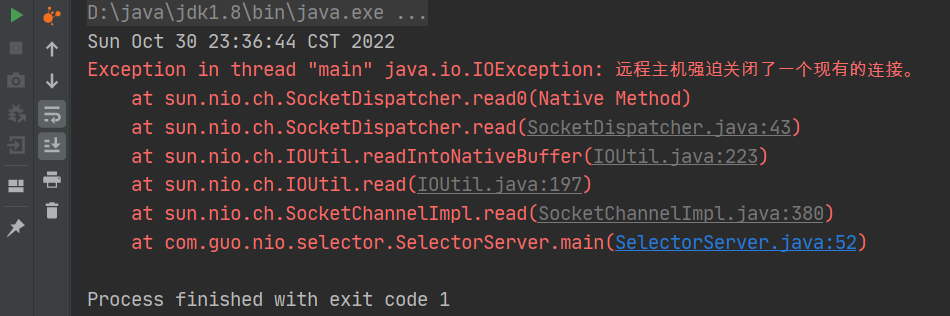 D:\java\jdk1.8\bin\java.exe ...
Sun Oct 30 23:36:44 CST 2022
Exception in thread "main" java.io.IOException: 远程主机强迫关闭了一个现有的连接。
at sun.nio.ch.SocketDispatcher.read0(Native Method)
at sun.nio.ch.SocketDispatcher.read(SocketDispatcher.java:43)
at sun.nio.ch.IOUtil.readIntoNativeBuffer(IOUtil.java:223)
at sun.nio.ch.IOUtil.read(IOUtil.java:197)
at sun.nio.ch.SocketChannelImpl.read(SocketChannelImpl.java:380)
at com.guo.nio.selector.SelectorServer.main(SelectorServer.java:52)
Process finished with exit code 1